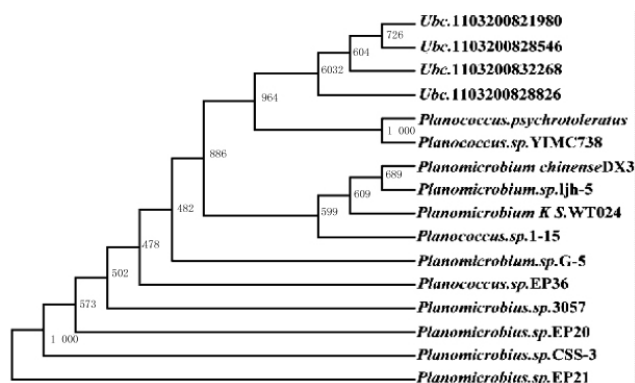 Ubc.1103200821980
726
Ubc.1103200828546
604
Ubc.1103200832268
6032
Ubc.1103200828826
964
Planococcus.psychrotoleratus
1 000
Planococcus.sp.YIMC738
886
Planomicrobium chinenseDX3
689
Planomicrobium.sp.ljh-5
609
Planomicrobium K S.WT024
599
Planococcus.sp.1-15
482
Planomicrobium.sp.G-5
478
Planococcus.sp.EP36
502
Planomicrobius.sp.3057
573
Planomicrobius.sp.EP20
1 000
Planomicrobius.sp.CSS-3
Planomicrobius.sp.EP21